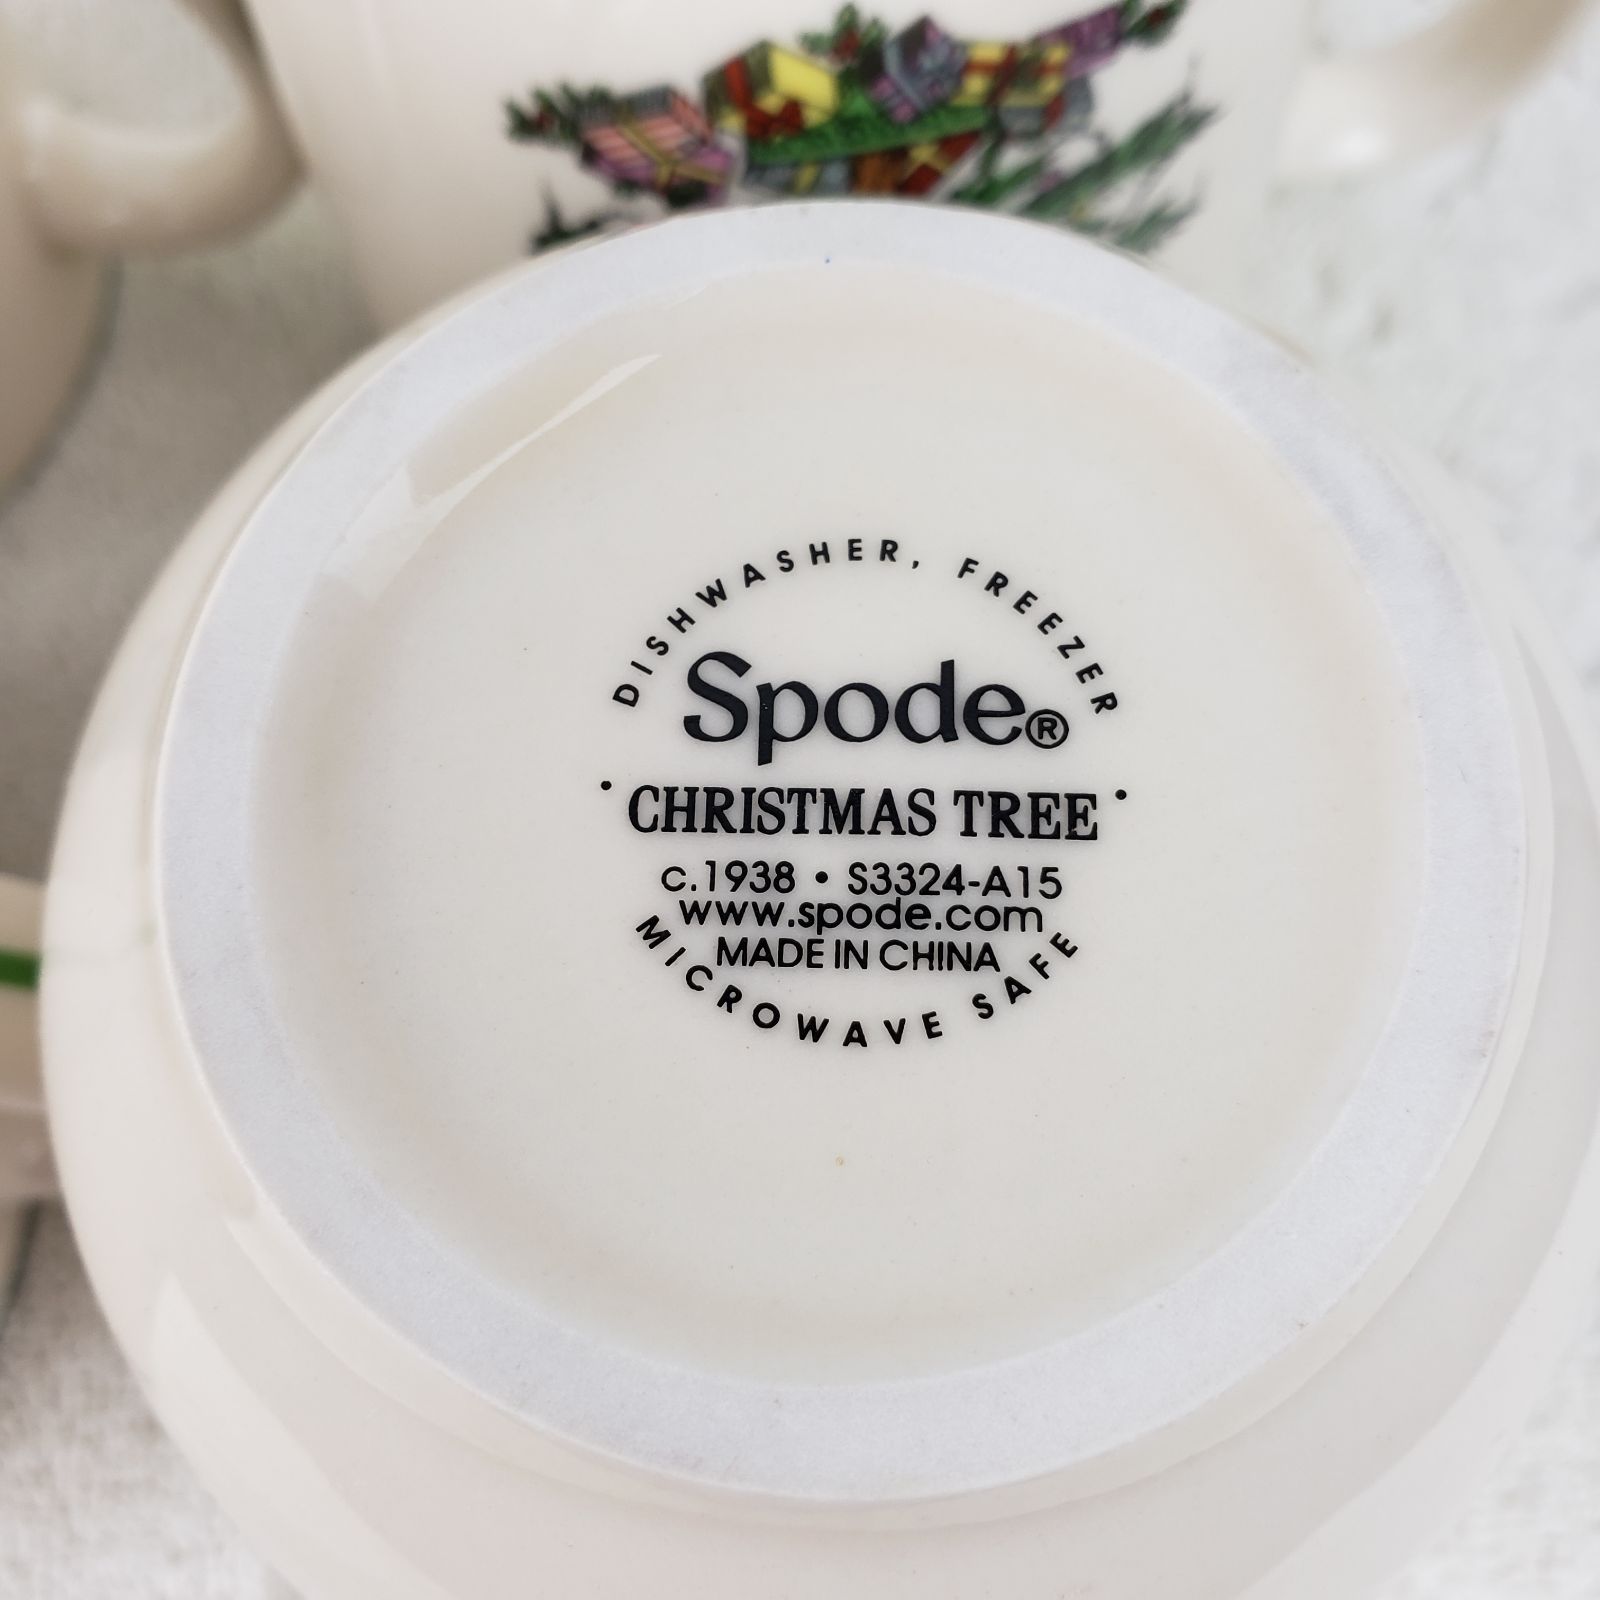 DISHWASHER, FREEZER
Spode®
· CHRISTMAS TREE ·
c.1938 • S3324-A15
www.spode.com
MADE IN CHINA
MICROWAVE SAFE